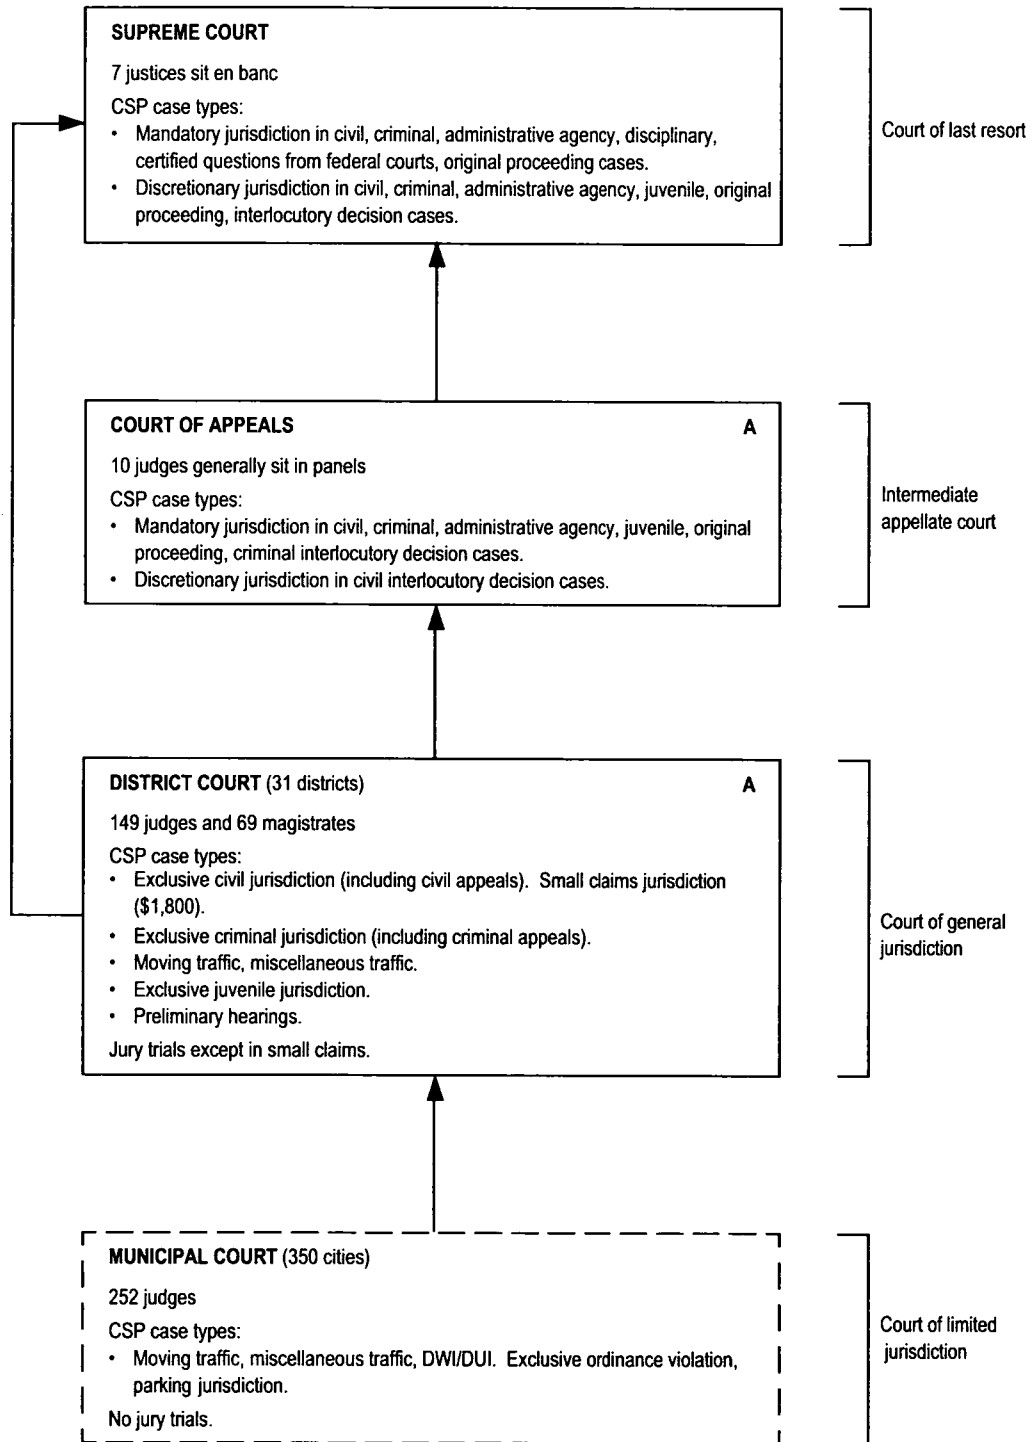 SUPREME COURT
7 justices sit en banc
CSP case types:
• Mandatory jurisdiction in civil, criminal, administrative agency, disciplinary,
certified questions from federal courts, original proceeding cases.
• Discretionary jurisdiction in civil, criminal, administrative agency, juvenile, original
proceeding, interlocutory decision cases.
Court of last resort
COURT OF APPEALS A
10 judges generally sit in panels
CSP case types:
• Mandatory jurisdiction in civil, criminal, administrative agency, juvenile, original
proceeding, criminal interlocutory decision cases.
• Discretionary jurisdiction in civil interlocutory decision cases.
Intermediate
appellate court
DISTRICT COURT (31 districts) A
149 judges and 69 magistrates
CSP case types:
• Exclusive civil jurisdiction (including civil appeals). Small claims jurisdiction
($1,800).
• Exclusive criminal jurisdiction (including criminal appeals).
• Moving traffic, miscellaneous traffic.
• Exclusive juvenile jurisdiction.
• Preliminary hearings.
Jury trials except in small claims.
Court of general
jurisdiction
MUNICIPAL COURT (350 cities)
252 judges
CSP case types:
• Moving traffic, miscellaneous traffic, DWI/DUI. Exclusive ordinance violation,
parking jurisdiction.
No jury trials.
Court of limited
jurisdiction